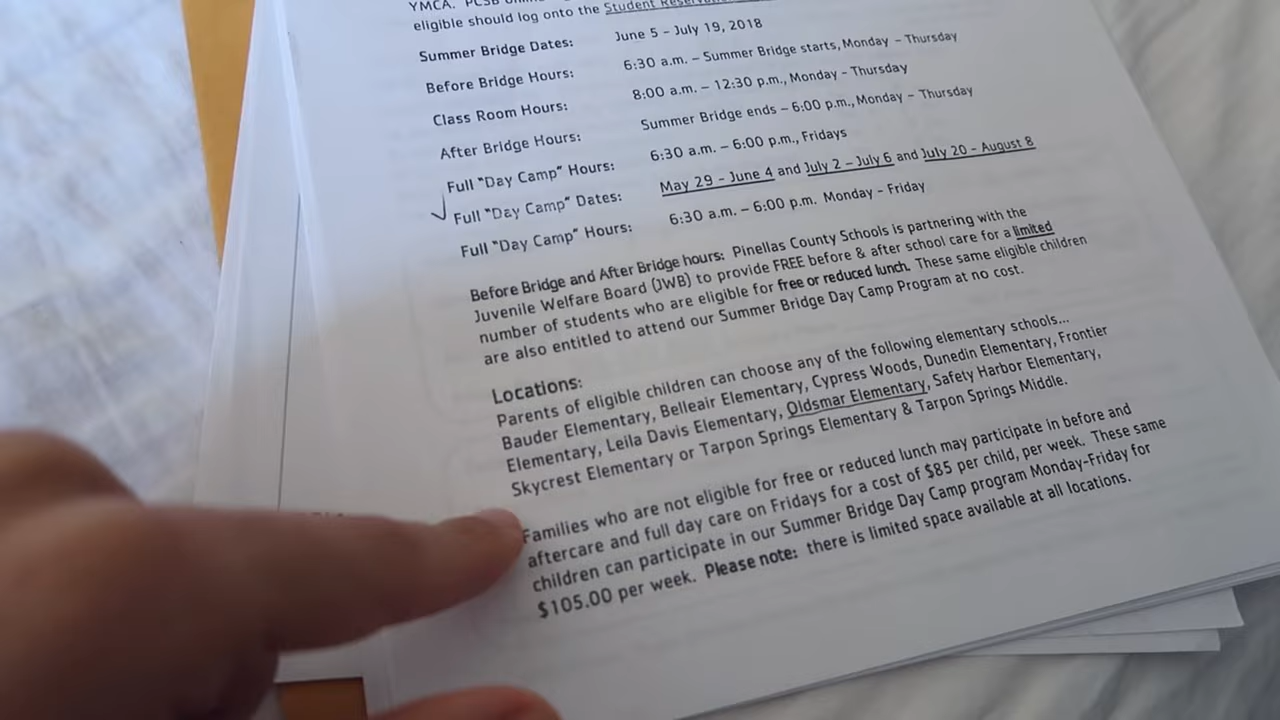 YMCA. PCSB
eligible should log onto the Student
Summer Bridge Dates: June 5 – July 19, 2018
Before Bridge Hours: 6:30 a.m. – Summer Bridge starts, Monday – Thursday
Class Room Hours: 8:00 a.m. – 12:30 p.m., Monday – Thursday
After Bridge Hours: Summer Bridge ends – 6:00 p.m., Monday – Thursday
Full "Day Camp" Hours: 6:30 a.m. – 6:00 p.m., Fridays
Full "Day Camp" Dates: May 29 – June 4 and July 2 – July 6 and July 20 – August 8
Full "Day Camp" Hours: 6:30 a.m. – 6:00 p.m. Monday – Friday
Before Bridge and After Bridge hours: Pinellas County Schools is partnering with the
Juvenile Welfare Board (JWB) to provide FREE before & after school care for a limited
number of students who are eligible for free or reduced lunch. These same eligible children
are also entitled to attend our Summer Bridge Day Camp Program at no cost.
Locations:
Parents of eligible children can choose any of the following elementary schools...
Bauder Elementary, Belleair Elementary, Cypress Woods, Dunedin Elementary, Frontier
Elementary, Leila Davis Elementary, Oldsmar Elementary, Safety Harbor Elementary,
Skycrest Elementary or Tarpon Springs Elementary & Tarpon Springs Middle.
Families who are not eligible for free or reduced lunch may participate in before and
aftercare and full day care on Fridays for a cost of $85 per child, per week. These same
children can participate in our Summer Bridge Day Camp program Monday-Friday for
$105.00 per week. Please note: there is limited space available at all locations.